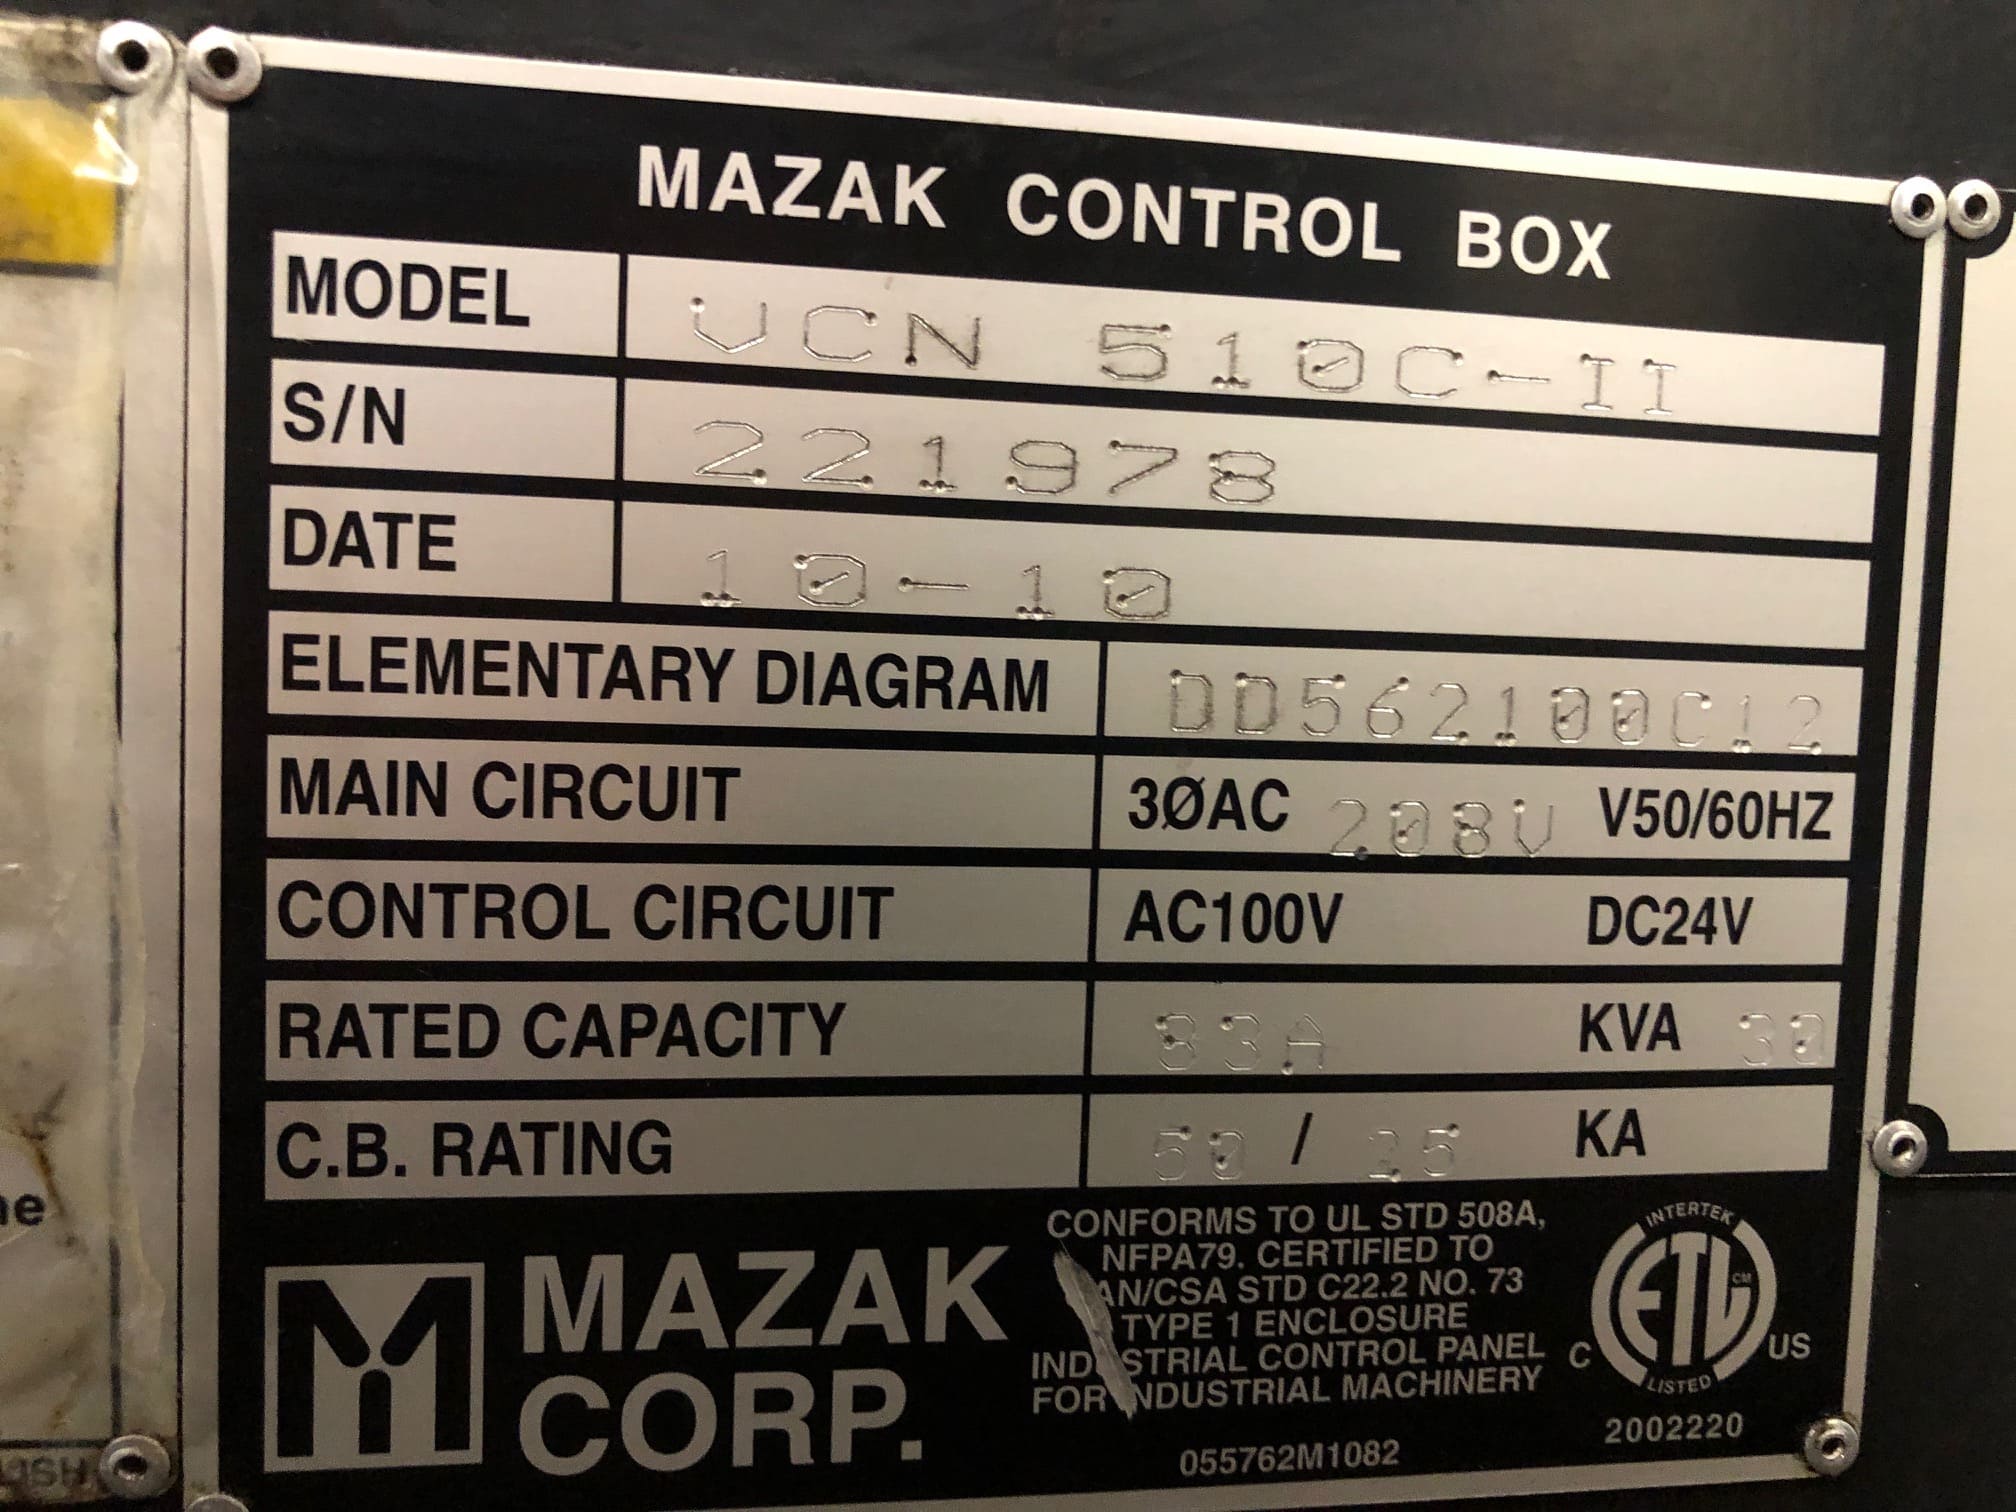 MAZAK CONTROL BOX
MODEL VCN 510C-II
S/N 221978
DATE 10-10
ELEMENTARY DIAGRAM DD562100C12
MAIN CIRCUIT 3ØAC 208V V50/60HZ
CONTROL CIRCUIT AC100V DC24V
RATED CAPACITY 83A KVA 30
C.B. RATING 50 / 25 KA
MAZAK
CORP.
CONFORMS TO UL STD 508A,
NFPA79. CERTIFIED TO
AN/CSA STD C22.2 NO. 73
TYPE 1 ENCLOSURE
INDUSTRIAL CONTROL PANEL
FOR INDUSTRIAL MACHINERY
055762M1082
INTERTEK
ETL CM
C US
LISTED
2002220